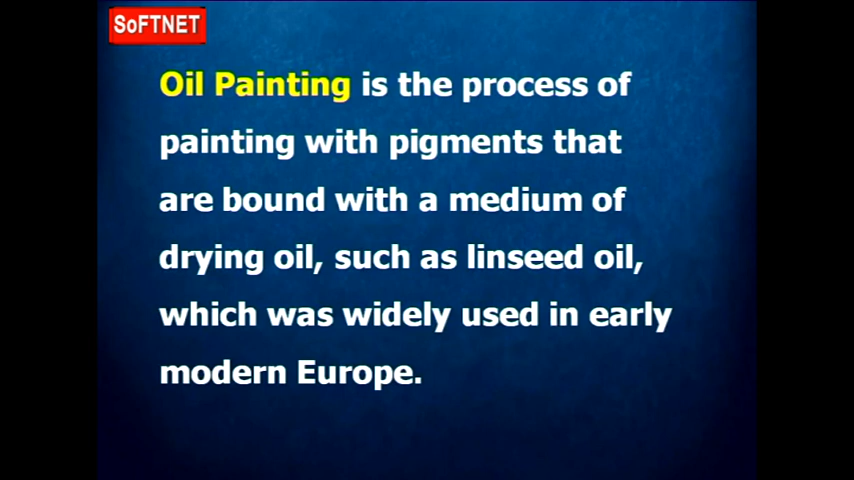 SoFTNET
Oil Painting is the process of
painting with pigments that
are bound with a medium of
drying oil, such as linseed oil,
which was widely used in early
modern Europe.